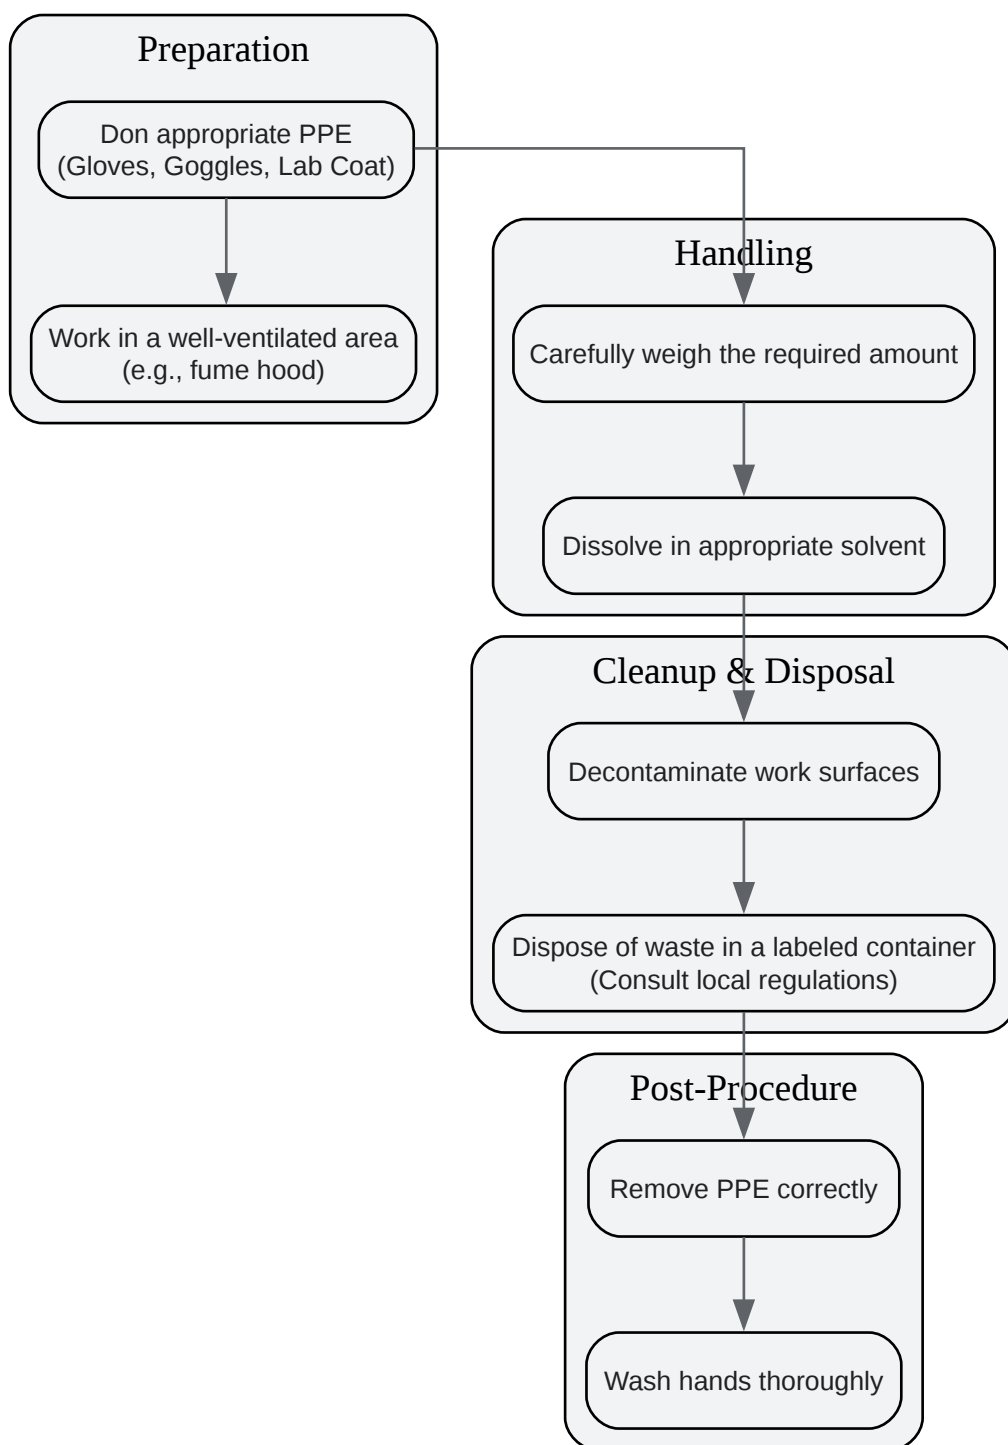 Preparation
Don appropriate PPE
(Gloves, Goggles, Lab Coat)
Work in a well-ventilated area
(e.g., fume hood)
Handling
Carefully weigh the required amount
Dissolve in appropriate solvent
Cleanup & Disposal
Decontaminate work surfaces
Dispose of waste in a labeled container
(Consult local regulations)
Post-Procedure
Remove PPE correctly
Wash hands thoroughly